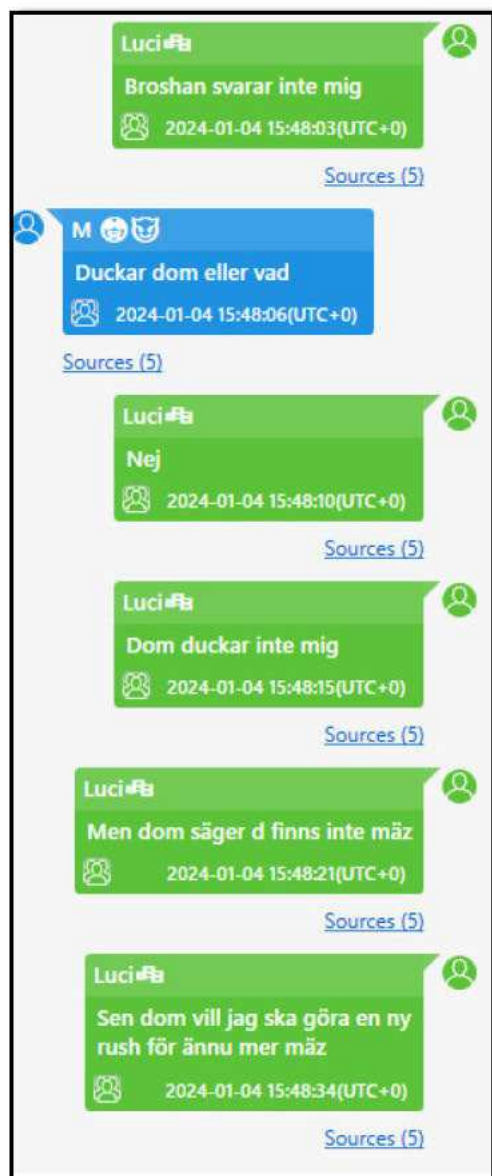 Luci
Broshan svarar inte mig
2024-01-04 15:48:03(UTC+0)
Sources (5)
M
Duckar dom eller vad
2024-01-04 15:48:06(UTC+0)
Sources (5)
Luci
Nej
2024-01-04 15:48:10(UTC+0)
Sources (5)
Luci
Dom duckar inte mig
2024-01-04 15:48:15(UTC+0)
Sources (5)
Luci
Men dom säger d finns inte mäz
2024-01-04 15:48:21(UTC+0)
Sources (5)
Luci
Sen dom vill jag ska göra en ny
rush för ännu mer mäz
2024-01-04 15:48:34(UTC+0)
Sources (5)